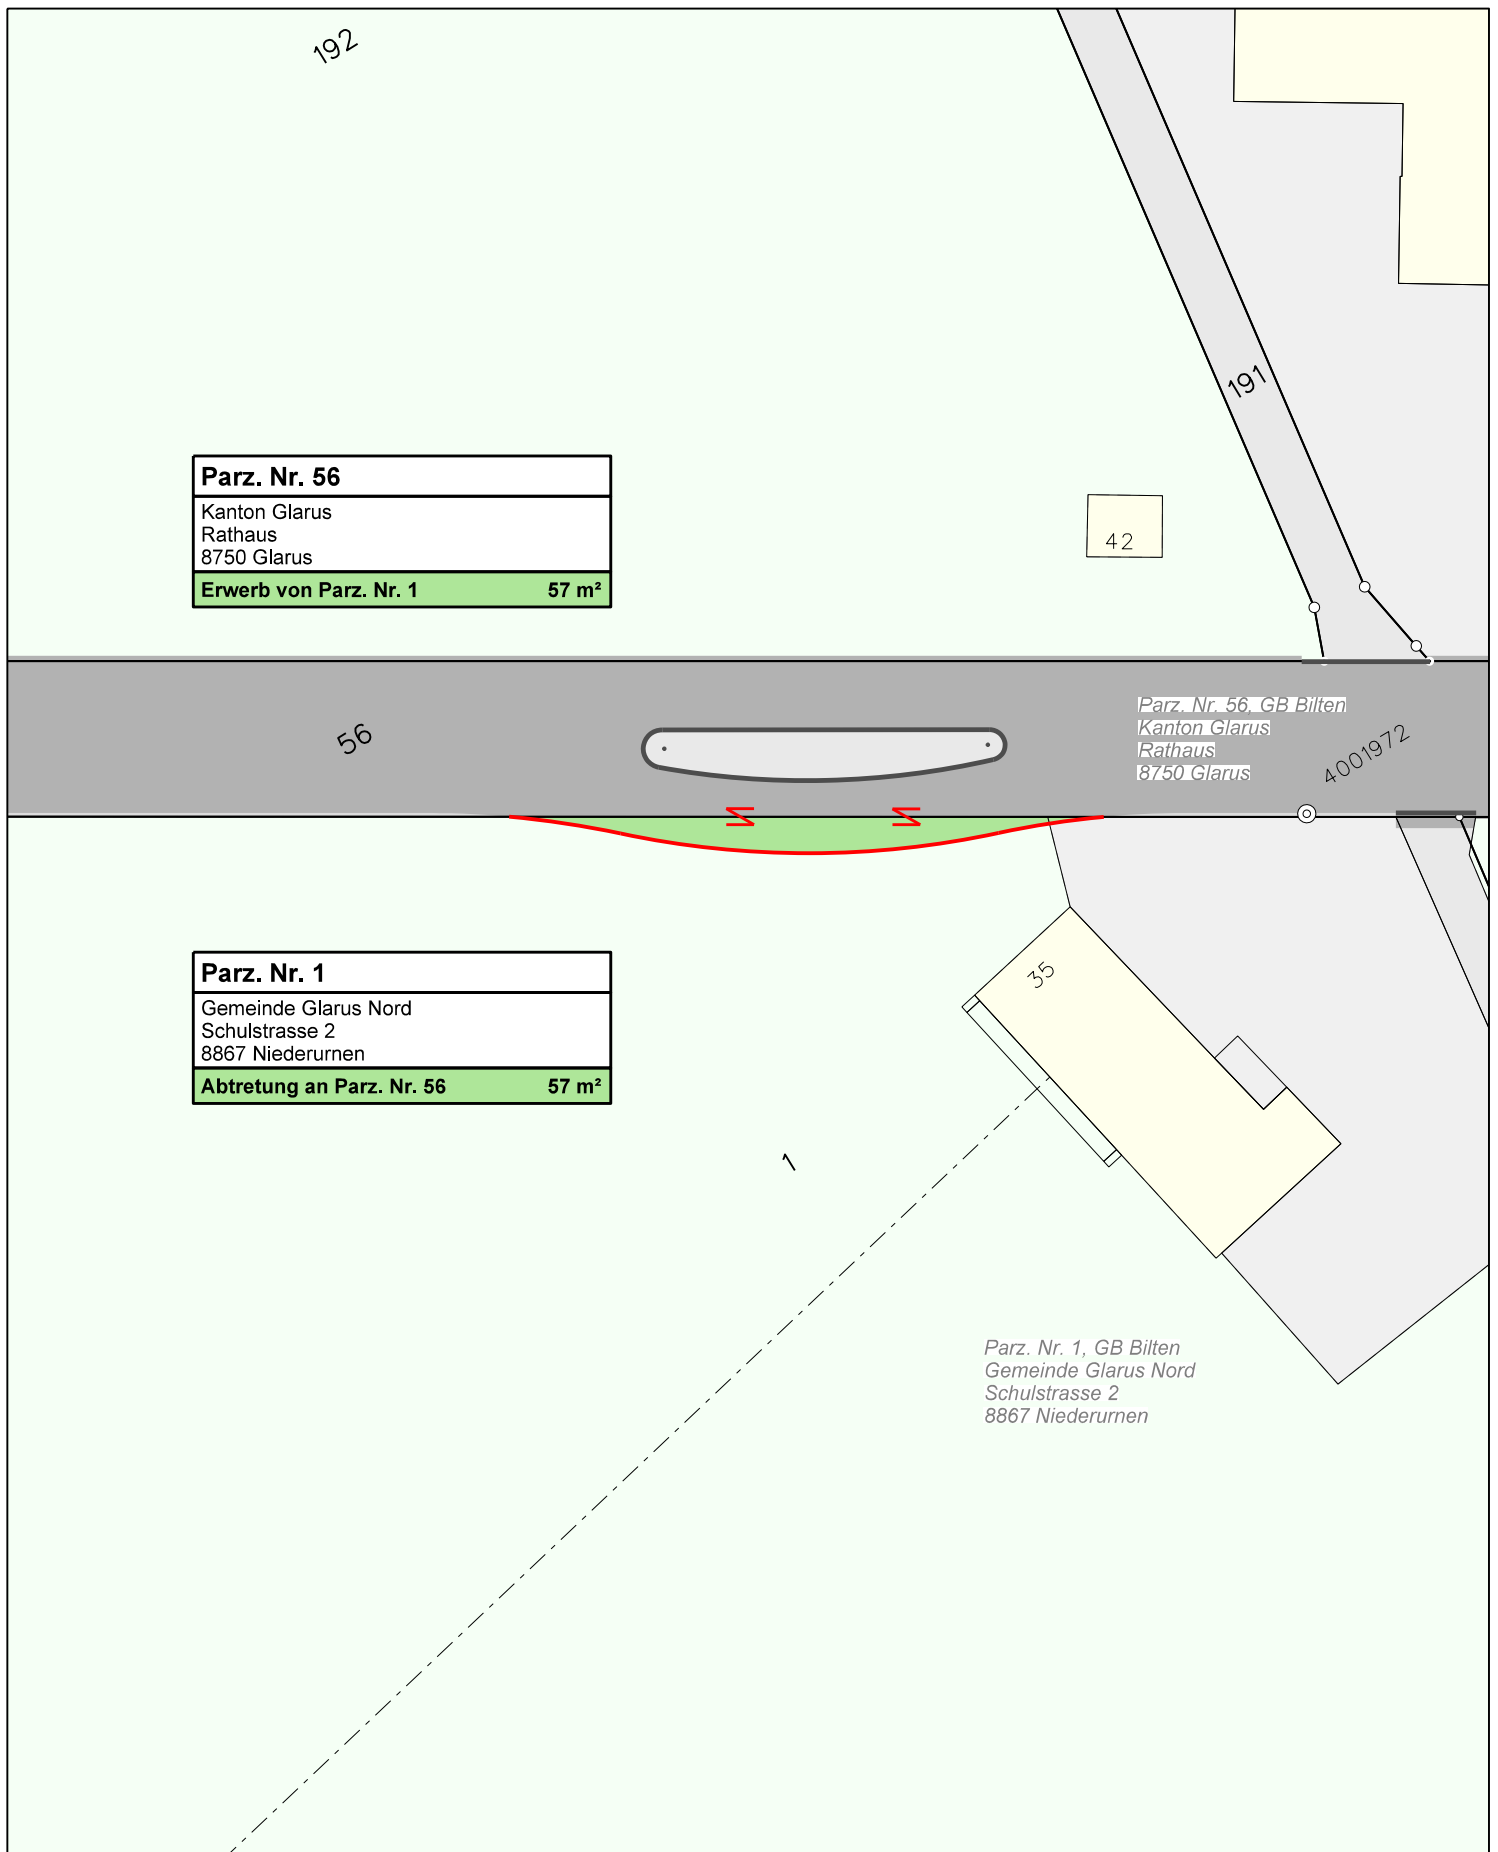 192
191
Parz. Nr. 56
Kanton Glarus
Rathaus
8750 Glarus
Erwerb von Parz. Nr. 1 57 m²
42
56
Parz. Nr. 56, GB Bilten
Kanton Glarus
Rathaus
8750 Glarus
4001972
Parz. Nr. 1
Gemeinde Glarus Nord
Schulstrasse 2
8867 Niederurnen
Abtretung an Parz. Nr. 56 57 m²
35
1
Parz. Nr. 1, GB Bilten
Gemeinde Glarus Nord
Schulstrasse 2
8867 Niederurnen